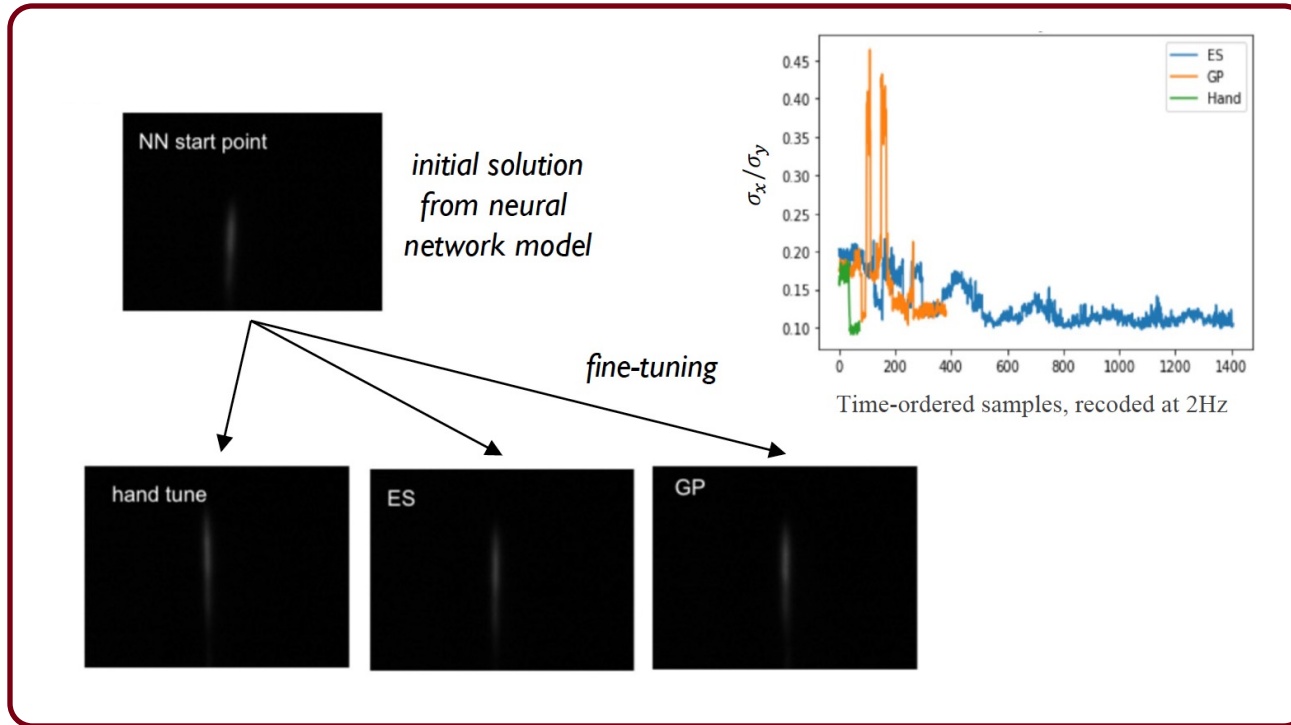 NN start point
initial solution
from neural
network model
fine-tuning
hand tune
ES
GP
σx/σy
0.45
0.40
0.35
0.30
0.25
0.20
0.15
0.10
ES
GP
Hand
0 200 400 600 800 1000 1200 1400
Time-ordered samples, recoded at 2Hz